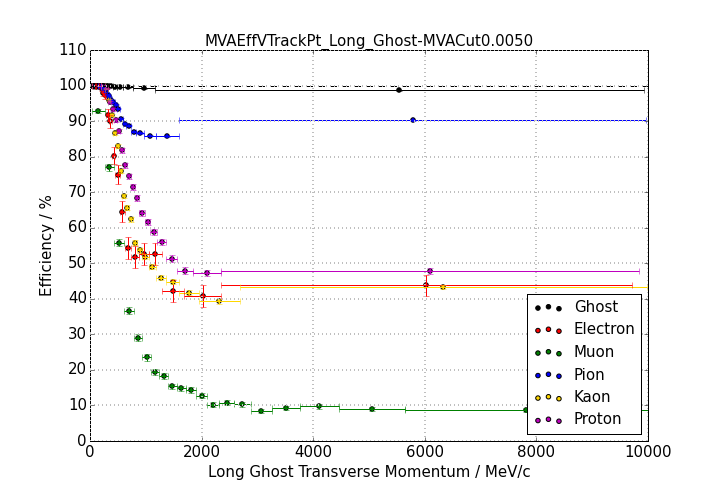 MVAEffVTrackPt_Long_Ghost-MVACut0.0050
110
100
90
80
70
60
50
40
30
20
10
0
Efficiency / %
0 2000 4000 6000 8000 10000
Long Ghost Transverse Momentum / MeV/c
Ghost
Electron
Muon
Pion
Kaon
Proton